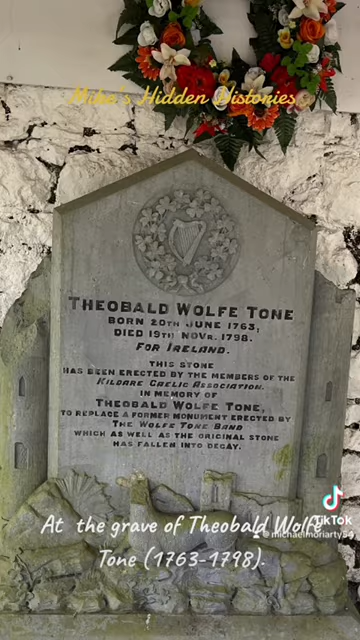 Mike's Hidden Histories
THEOBALD WOLFE TONE
BORN 20TH JUNE 1763,
DIED 19TH NOVR. 1798.
FOR IRELAND.
THIS STONE
HAS BEEN ERECTED BY THE MEMBERS OF THE
KILDARE GAELIC ASSOCIATION.
IN MEMORY OF
THEOBALD WOLFE TONE,
TO REPLACE A FORMER MONUMENT ERECTED BY
THE WOLFE TONE BAND
WHICH AS WELL AS THE ORIGINAL STONE
HAS FALLEN INTO DECAY.
At the grave of Theobald Wolfe
Tone (1763-1798).
TikTok
@michaelmoriarty54